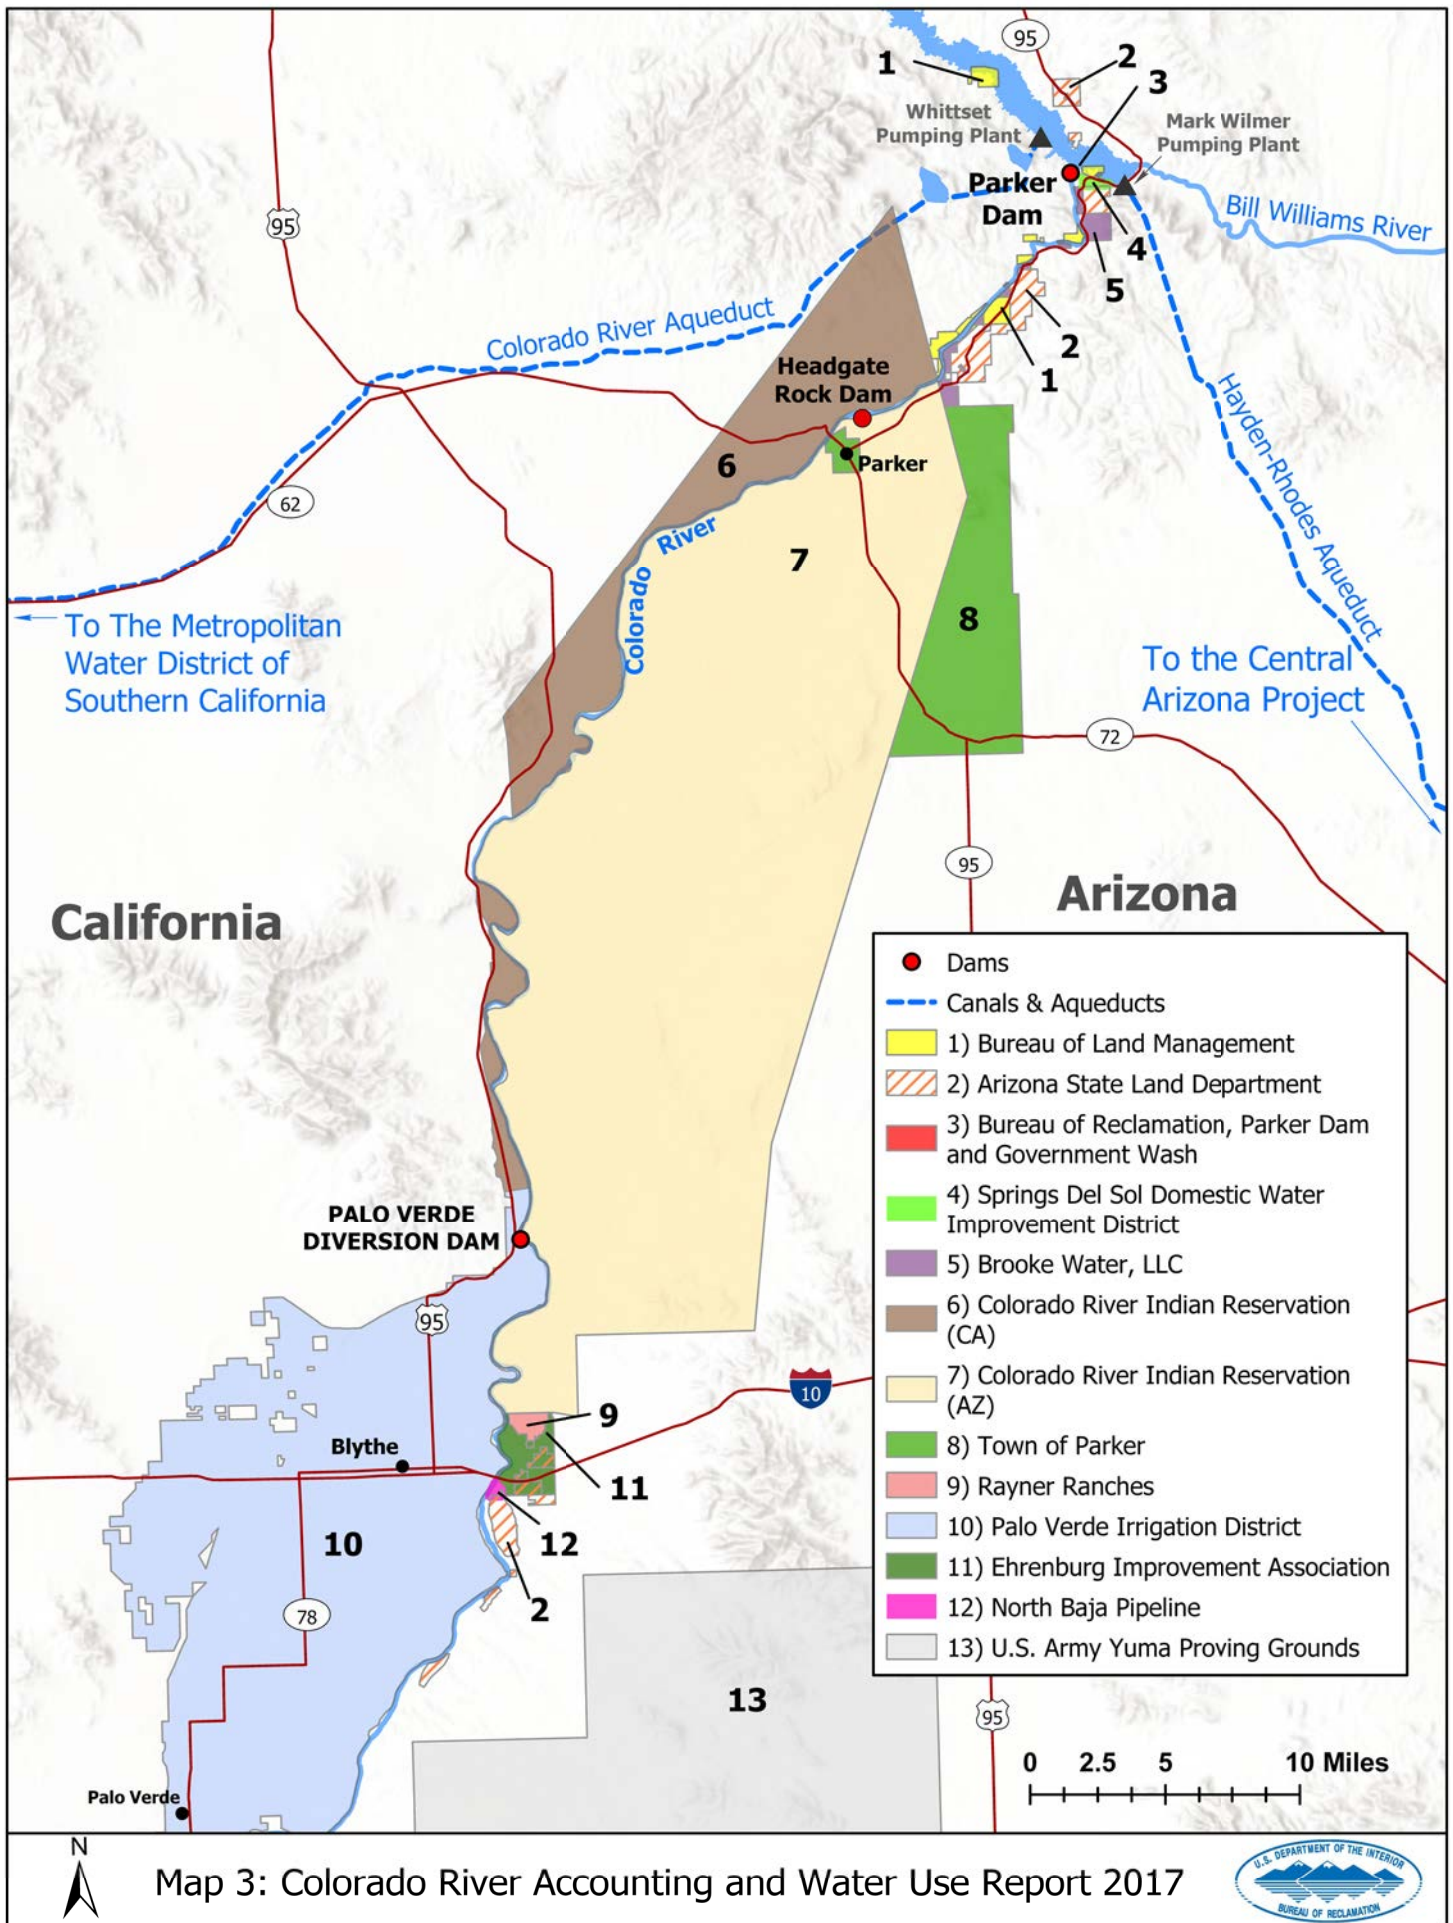 95
1
2
3
Whittset
Pumping Plant
Mark Wilmer
Pumping Plant
Parker
Dam
Bill Williams River
95
4
5
Colorado River Aqueduct
2
1
Headgate
Rock Dam
Hayden-Rhodes Aqueduct
6
Parker
62
Colorado River
7
8
To The Metropolitan
Water District of
Southern California
To the Central
Arizona Project
72
95
California
Arizona
Dams
Canals & Aqueducts
1) Bureau of Land Management
2) Arizona State Land Department
3) Bureau of Reclamation, Parker Dam
and Government Wash
4) Springs Del Sol Domestic Water
Improvement District
5) Brooke Water, LLC
6) Colorado River Indian Reservation
(CA)
7) Colorado River Indian Reservation
(AZ)
8) Town of Parker
9) Rayner Ranches
10) Palo Verde Irrigation District
11) Ehrenburg Improvement Association
12) North Baja Pipeline
13) U.S. Army Yuma Proving Grounds
PALO VERDE
DIVERSION DAM
95
10
9
Blythe
11
10
12
2
78
13
95
0 2.5 5 10 Miles
Palo Verde
N
Map 3: Colorado River Accounting and Water Use Report 2017
U.S. DEPARTMENT OF THE INTERIOR
BUREAU OF RECLAMATION